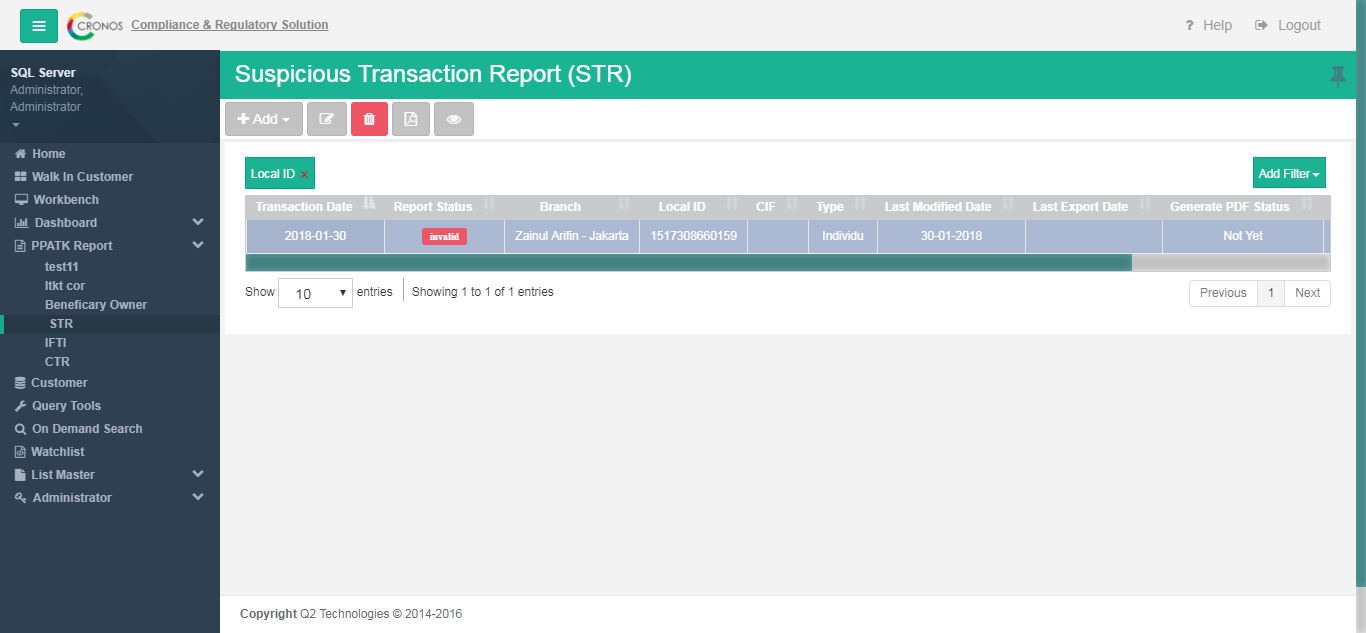 CRONOS Compliance & Regulatory Solution
? Help Logout
SQL Server
Administrator,
Administrator
Home
Walk In Customer
Workbench
Dashboard
PPATK Report
test11
ltkt cor
Beneficary Owner
STR
IFTI
CTR
Customer
Query Tools
On Demand Search
Watchlist
List Master
Administrator
Suspicious Transaction Report (STR)
+ Add
Local ID ×
Add Filter
Transaction Date Report Status Branch Local ID CIF Type Last Modified Date Last Export Date Generate PDF Status
2018-01-30 invalid Zainul Arifin - Jakarta 1517308660159 Individu 30-01-2018 Not Yet
Show 10 entries Showing 1 to 1 of 1 entries
Previous 1 Next
Copyright Q2 Technologies © 2014-2016